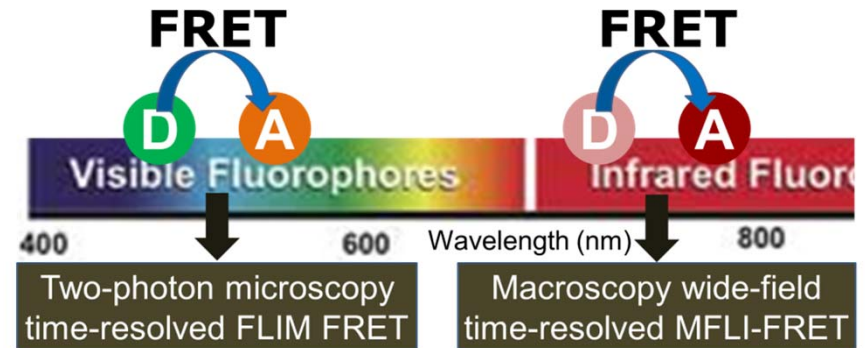 FRET FRET
D A D A
Visible Fluorophores Infrared Fluoro
400 600 Wavelength (nm) 800
Two-photon microscopy
time-resolved FLIM FRET
Macroscopy wide-field
time-resolved MFLI-FRET